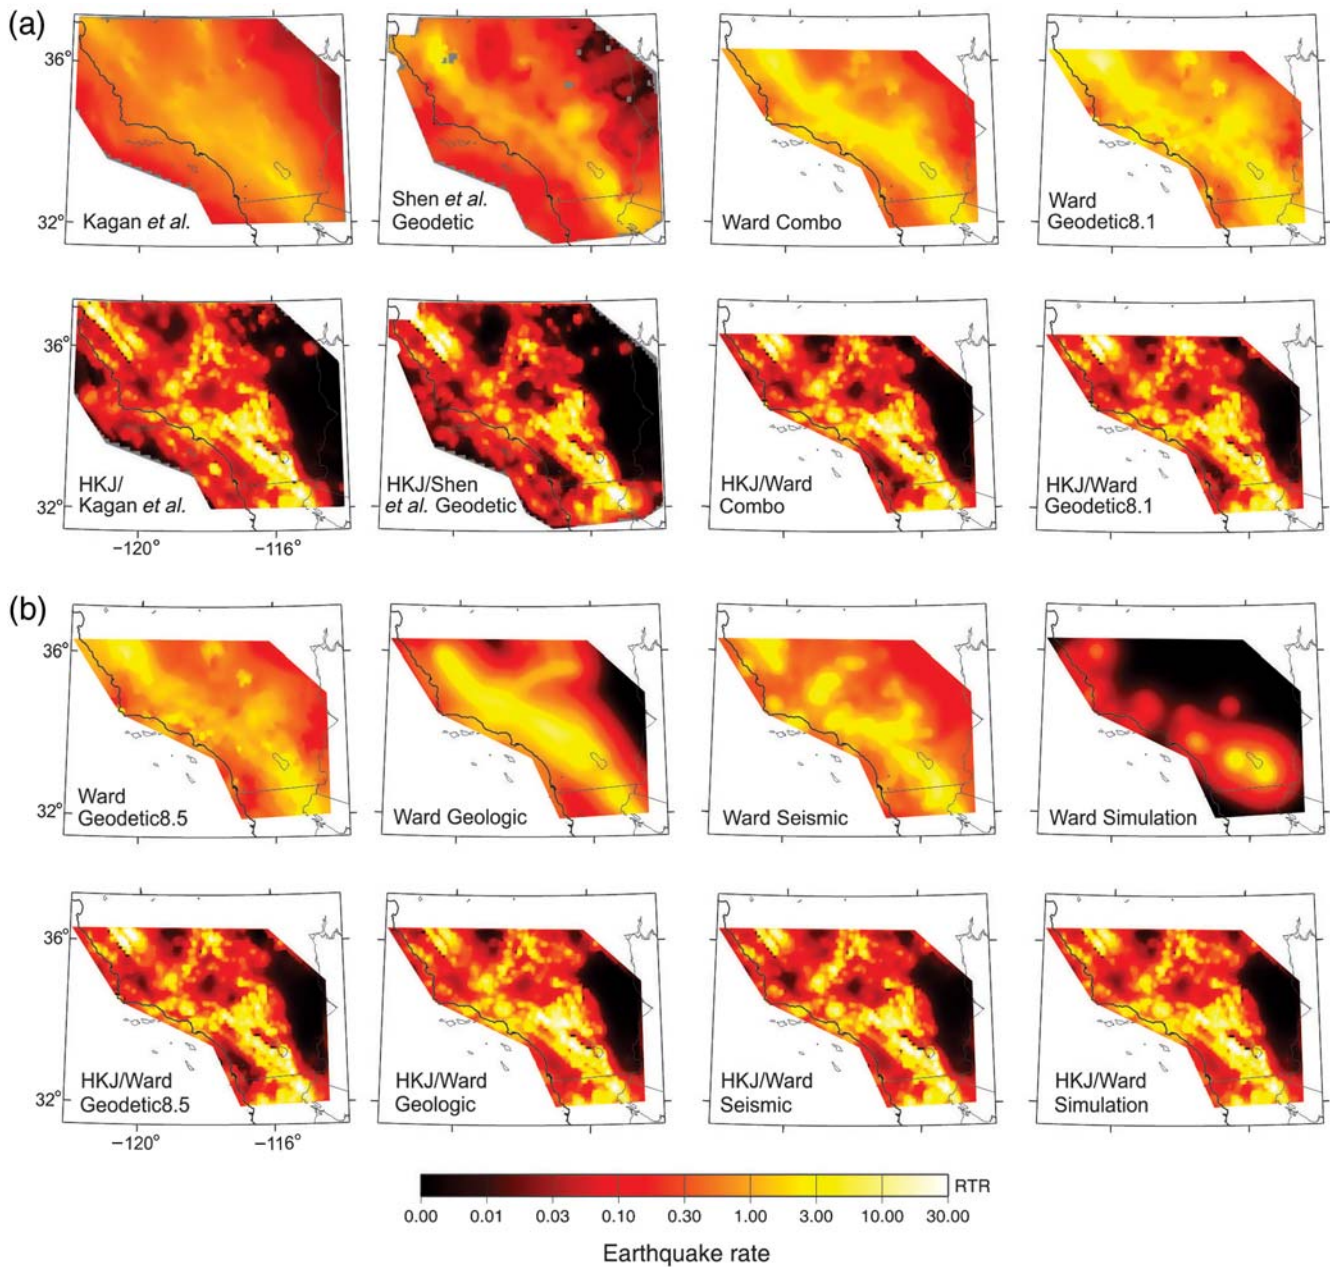 (a)
36°
32°
Kagan et al.
Shen et al.
Geodetic
Ward Combo
Ward
Geodetic8.1
36°
32°
HKJ/
Kagan et al.
HKJ/Shen
et al. Geodetic
HKJ/Ward
Combo
HKJ/Ward
Geodetic8.1
−120°
−116°
(b)
36°
32°
Ward
Geodetic8.5
Ward Geologic
Ward Seismic
Ward Simulation
36°
32°
HKJ/Ward
Geodetic8.5
HKJ/Ward
Geologic
HKJ/Ward
Seismic
HKJ/Ward
Simulation
−120°
−116°
RTR
0.00 0.01 0.03 0.10 0.30 1.00 3.00 10.00 30.00
Earthquake rate